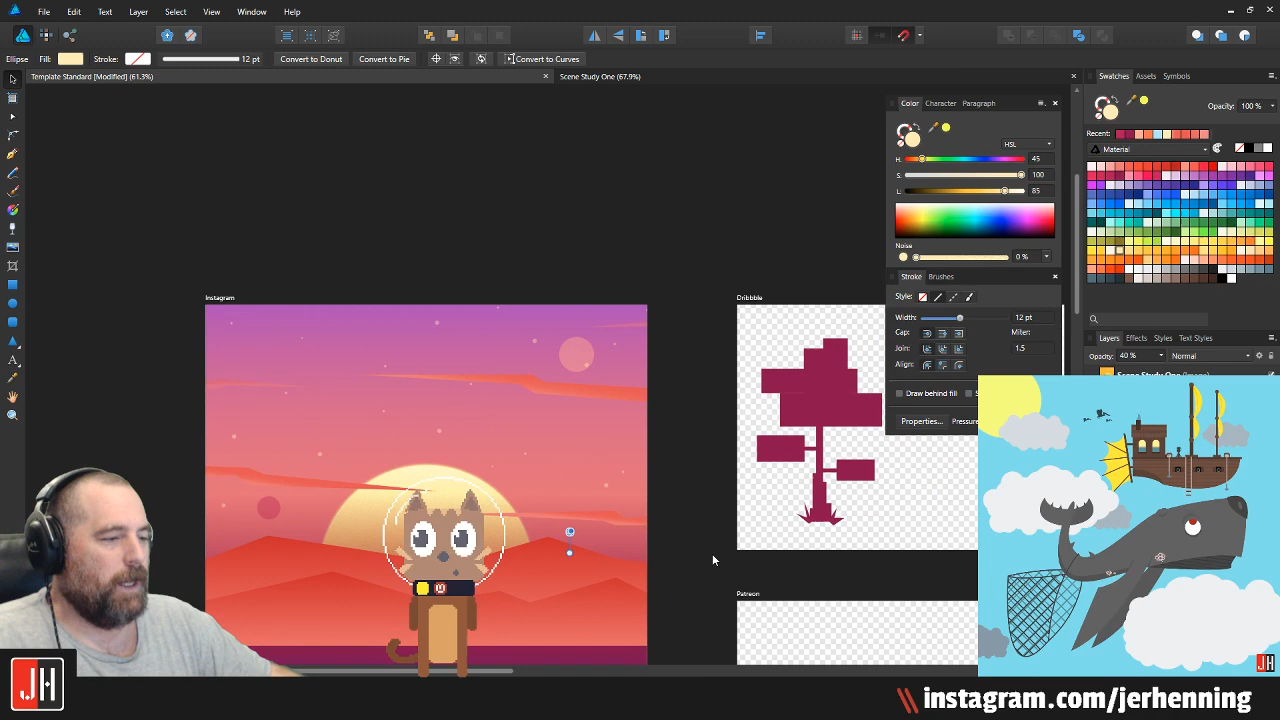 File Edit Text Layer Select View Window Help
Ellipse Fill: Stroke: 12 pt Convert to Donut Convert to Pie Convert to Curves
Template Standard [Modified] (61.3%) Scene Study One (67.9%)
Swatches Assets Symbols
Color Character Paragraph
Opacity: 100 %
HSL
Recent:
H: 45
Material
S: 100
L: 85
Noise
0 %
Stroke Brushes
Style:
Instagram
Dribbble
Width: 12 pt
Cap: Miter:
Join: 1.5
Align:
Layers Effects Styles Text Styles
Opacity: 40 % Normal
Draw behind fill
Properties... Pressure
Patreon
JH
JH
\\ instagram.com/jerhenning